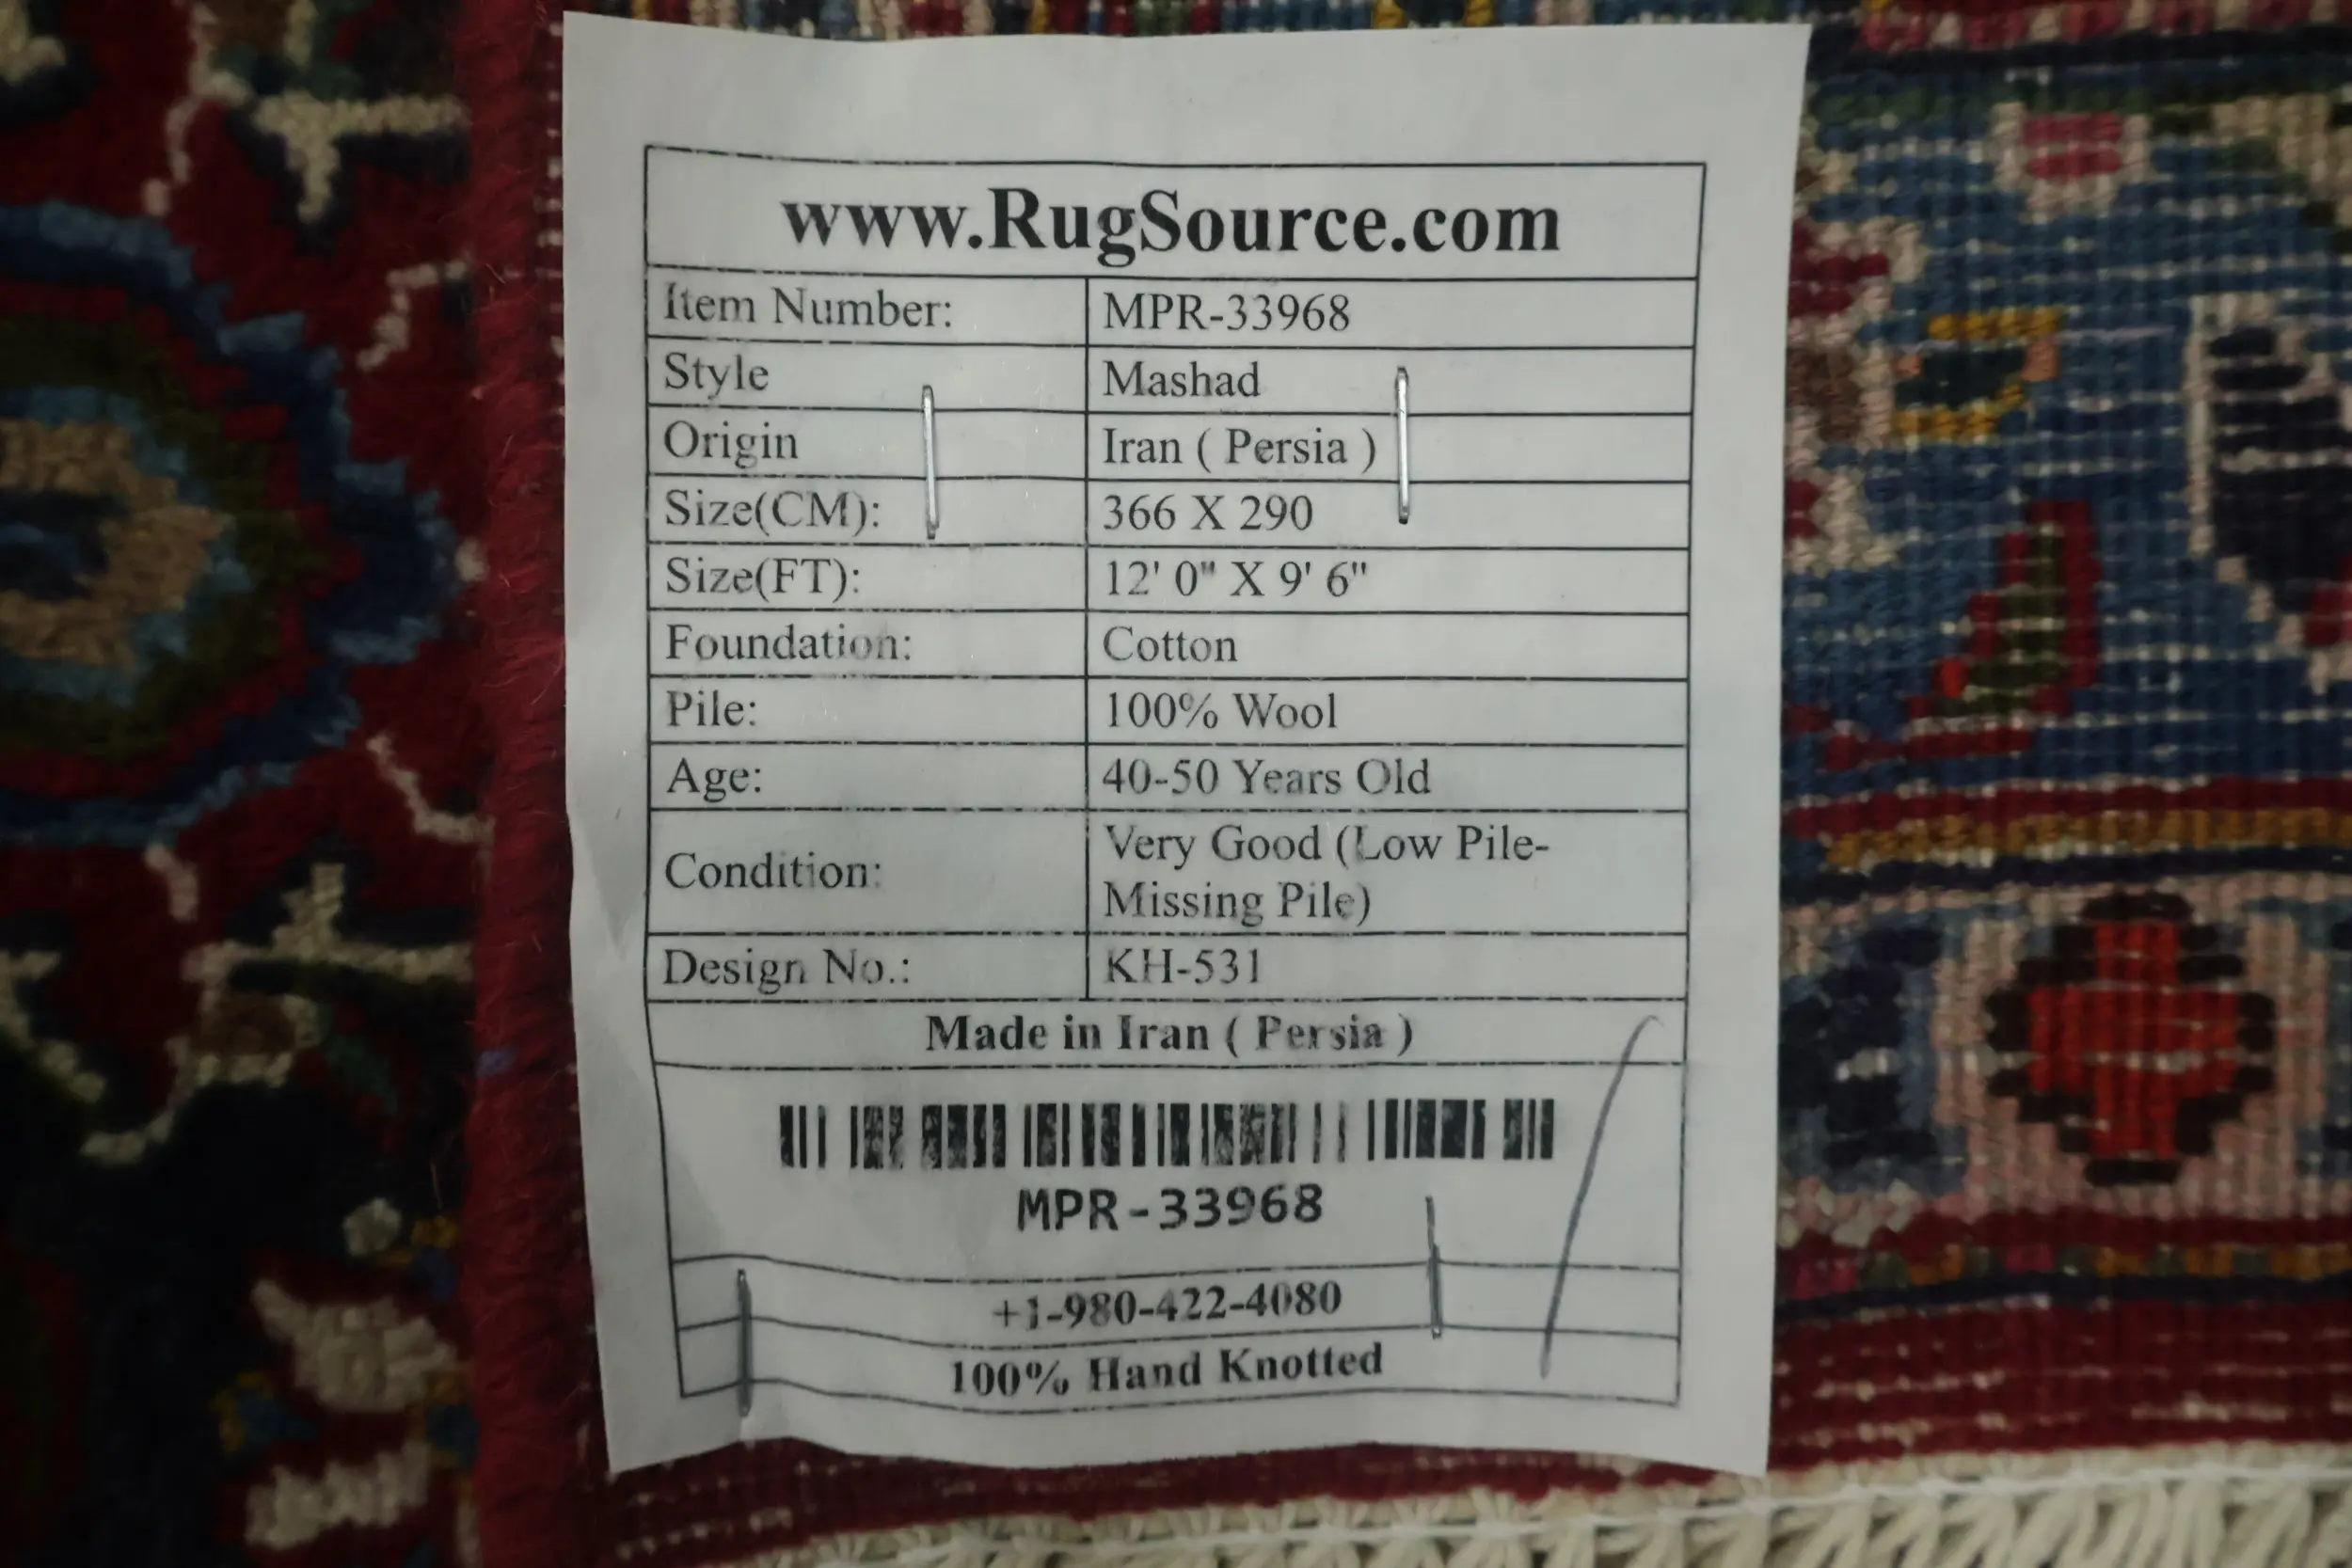 www.RugSource.com
Item Number: MPR-33968
Style Mashad
Origin Iran ( Persia )
Size(CM): 366 X 290
Size(FT): 12' 0" X 9' 6"
Foundation: Cotton
Pile: 100% Wool
Age: 40-50 Years Old
Condition: Very Good (Low Pile-
Missing Pile)
Design No.: KH-531
Made in Iran ( Persia )
MPR-33968
+1-980-422-4080
100% Hand Knotted